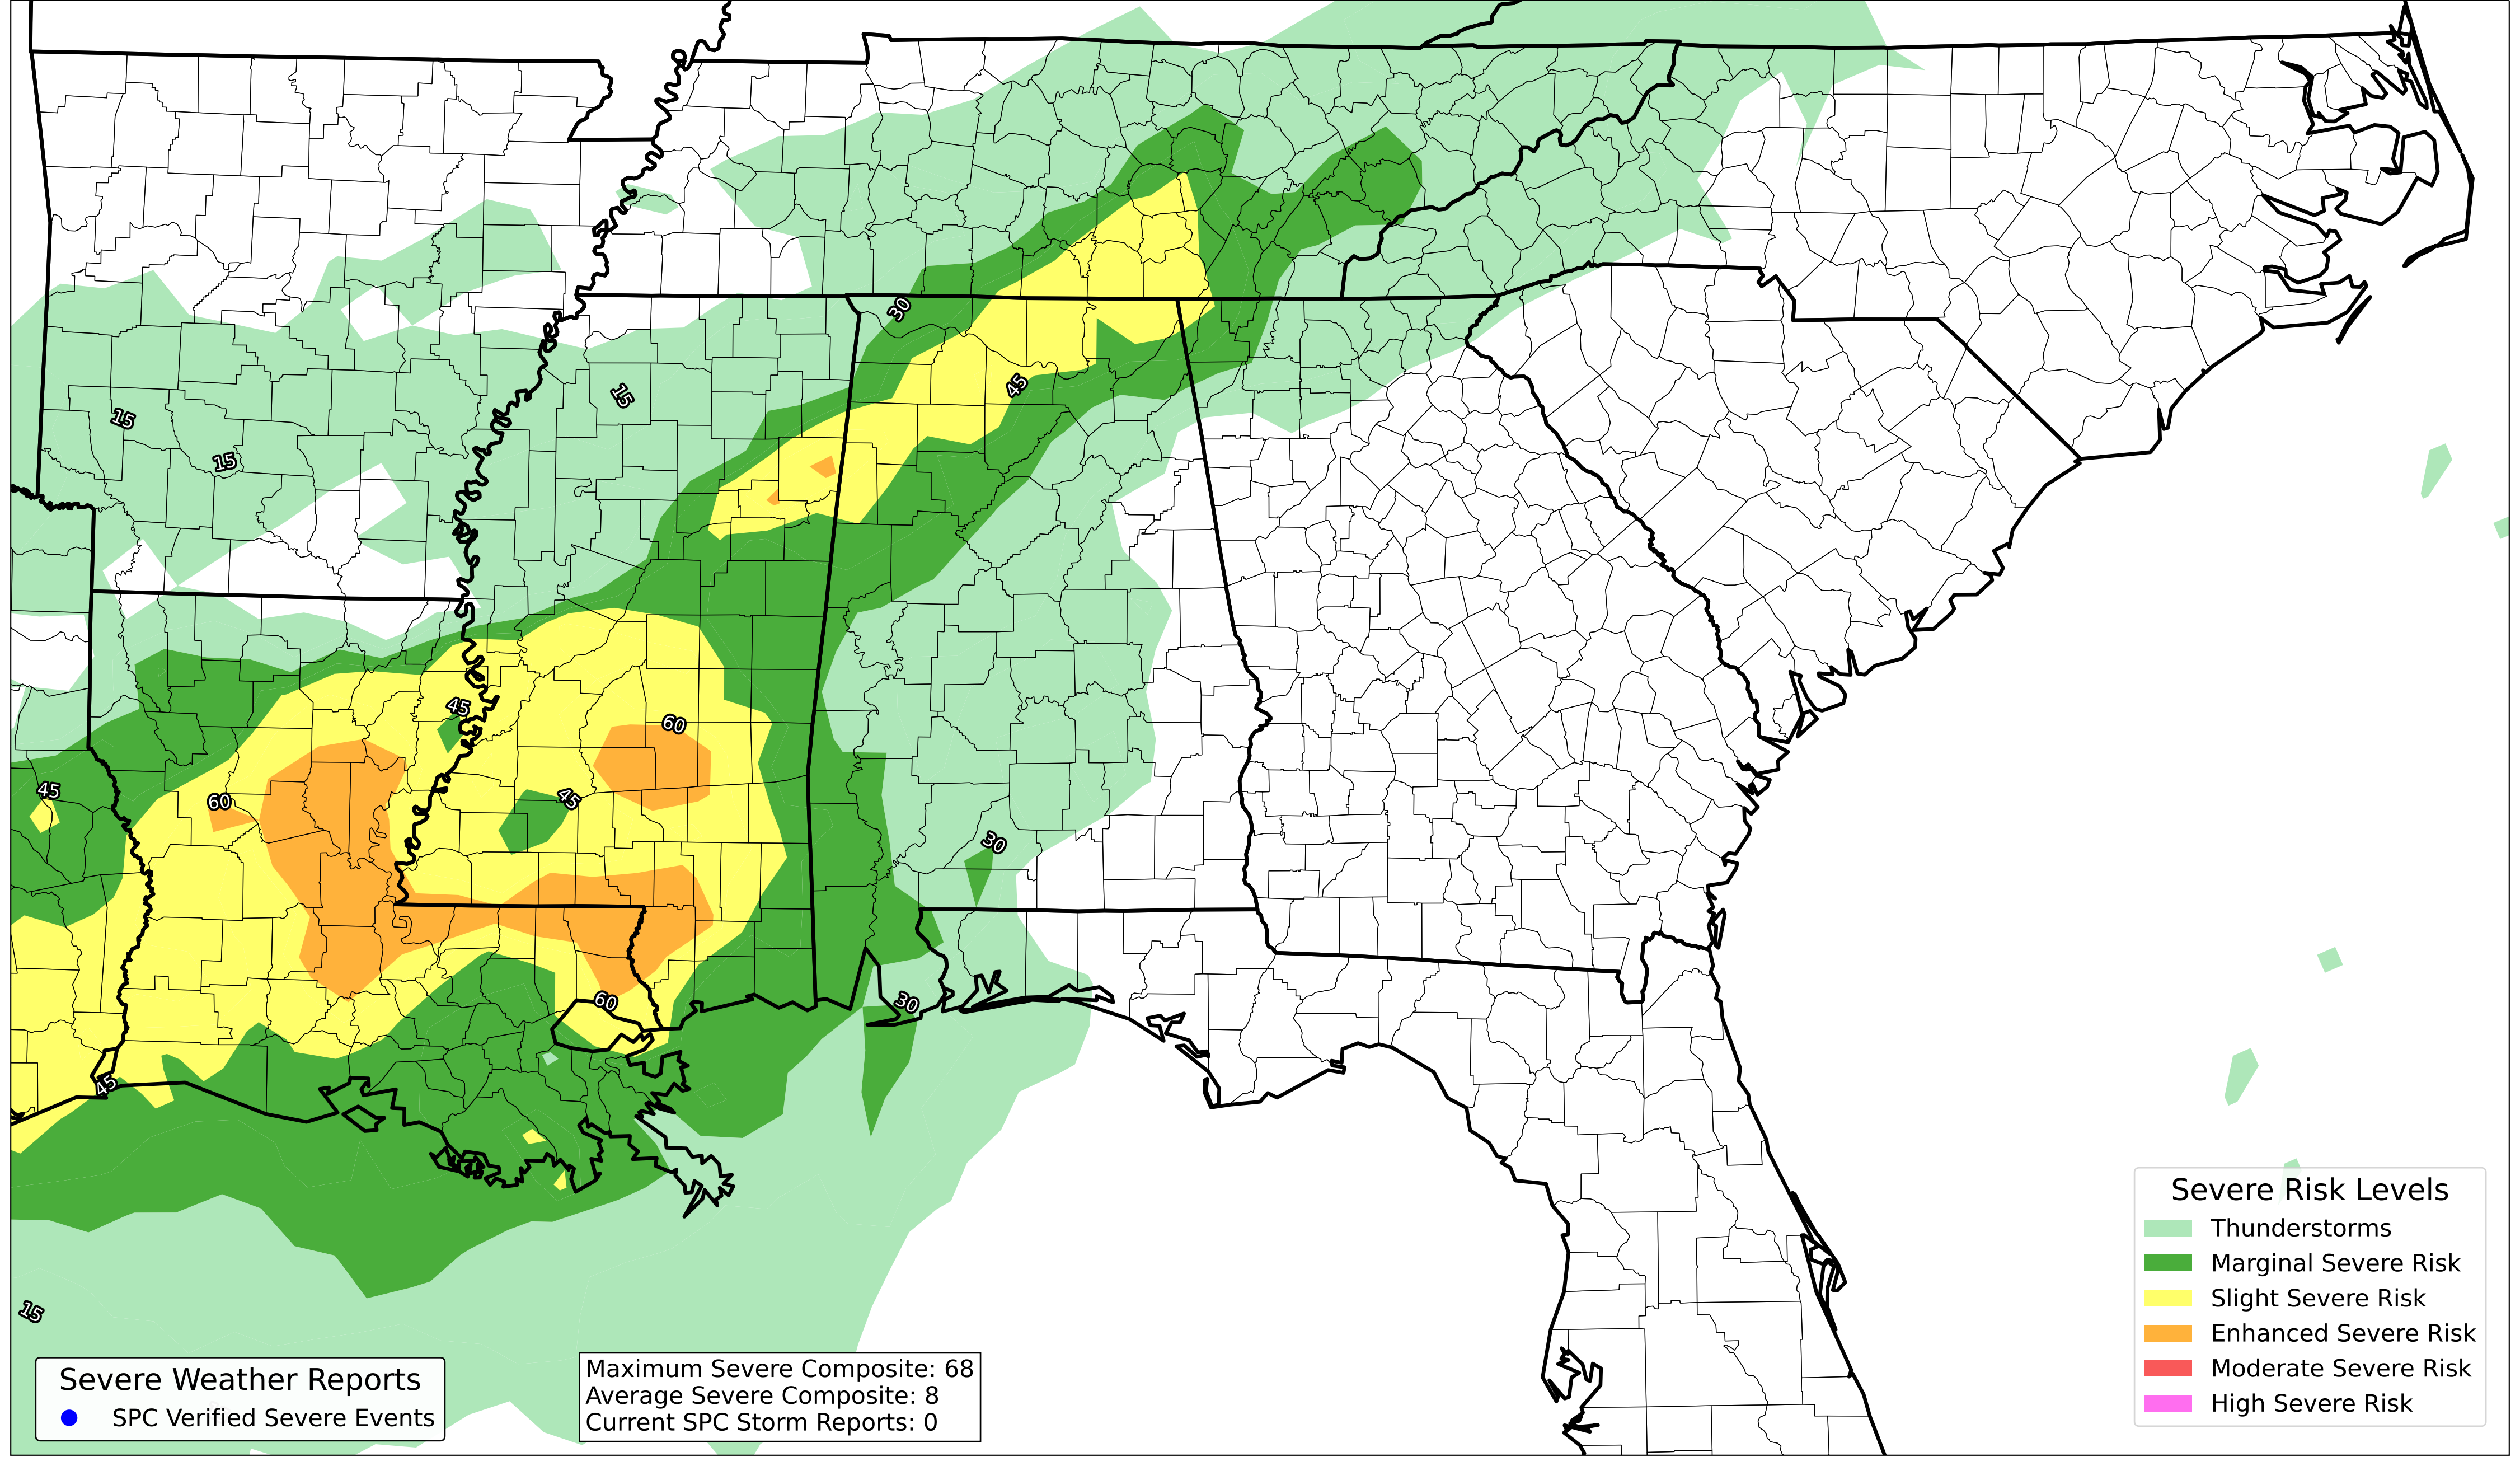 30
15
45
15
15
45
60
45
60
45
30
60
30
45
15
Severe Risk Levels
Thunderstorms
Marginal Severe Risk
Slight Severe Risk
Enhanced Severe Risk
Moderate Severe Risk
High Severe Risk
Severe Weather Reports
SPC Verified Severe Events
Maximum Severe Composite: 68
Average Severe Composite: 8
Current SPC Storm Reports: 0